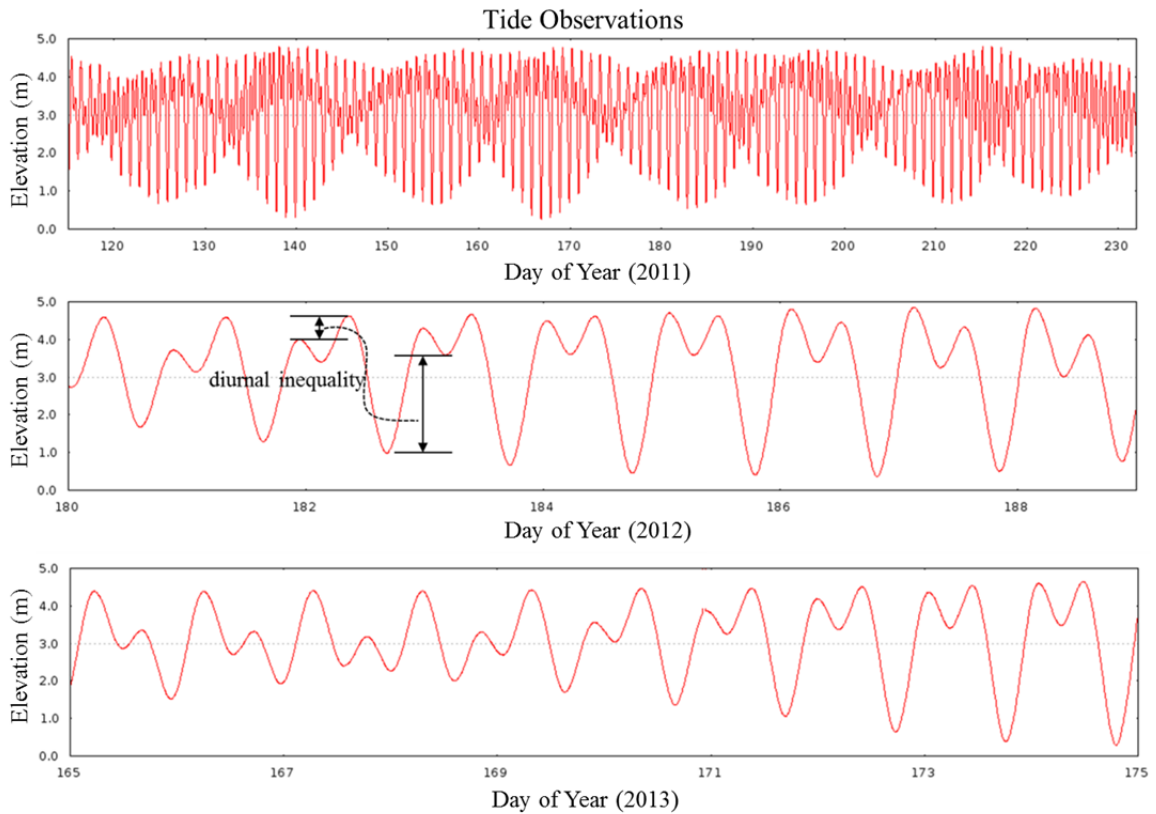 Tide Observations
Elevation (m)
5.0
4.0
3.0
2.0
1.0
0.0
120 130 140 150 160 170 180 190 200 210 220 230
Day of Year (2011)
Elevation (m)
5.0
4.0
3.0
2.0
1.0
0.0
diurnal inequality
180 182 184 186 188
Day of Year (2012)
Elevation (m)
5.0
4.0
3.0
2.0
1.0
0.0
165 167 169 171 173 175
Day of Year (2013)